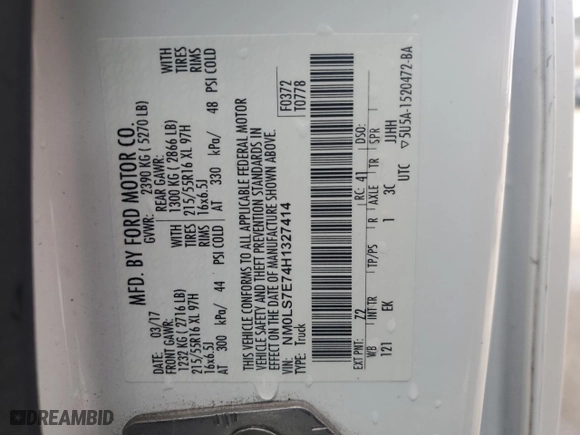 MFD. BY FORD MOTOR CO.
DATE: 03/17
GVWR: 2390 KG ( 5270 LB)
FRONT GAWR: 1232 KG ( 2716 LB)
REAR GAWR: 1300 KG ( 2866 LB)
WITH 215/55R16 XL 97H TIRES
WITH 215/55R16 XL 97H TIRES
16x6.5J RIMS
16x6.5J RIMS
AT 300 kPa/ 44 PSI COLD
AT 330 kPa/ 48 PSI COLD
THIS VEHICLE CONFORMS TO ALL APPLICABLE FEDERAL MOTOR
VEHICLE SAFETY AND THEFT PREVENTION STANDARDS IN
EFFECT ON THE DATE OF MANUFACTURE SHOWN ABOVE.
VIN: NM0LS7E74H1327414
TYPE: Truck
F0372
T0778
EXT PNT: Z2 RC: 41 DSO:
WB INT TR TP/PS R AXLE TR SPR
121 EK 1 3C JJHH
UTC ▽5U5A-1520472-BA
DREAMBID